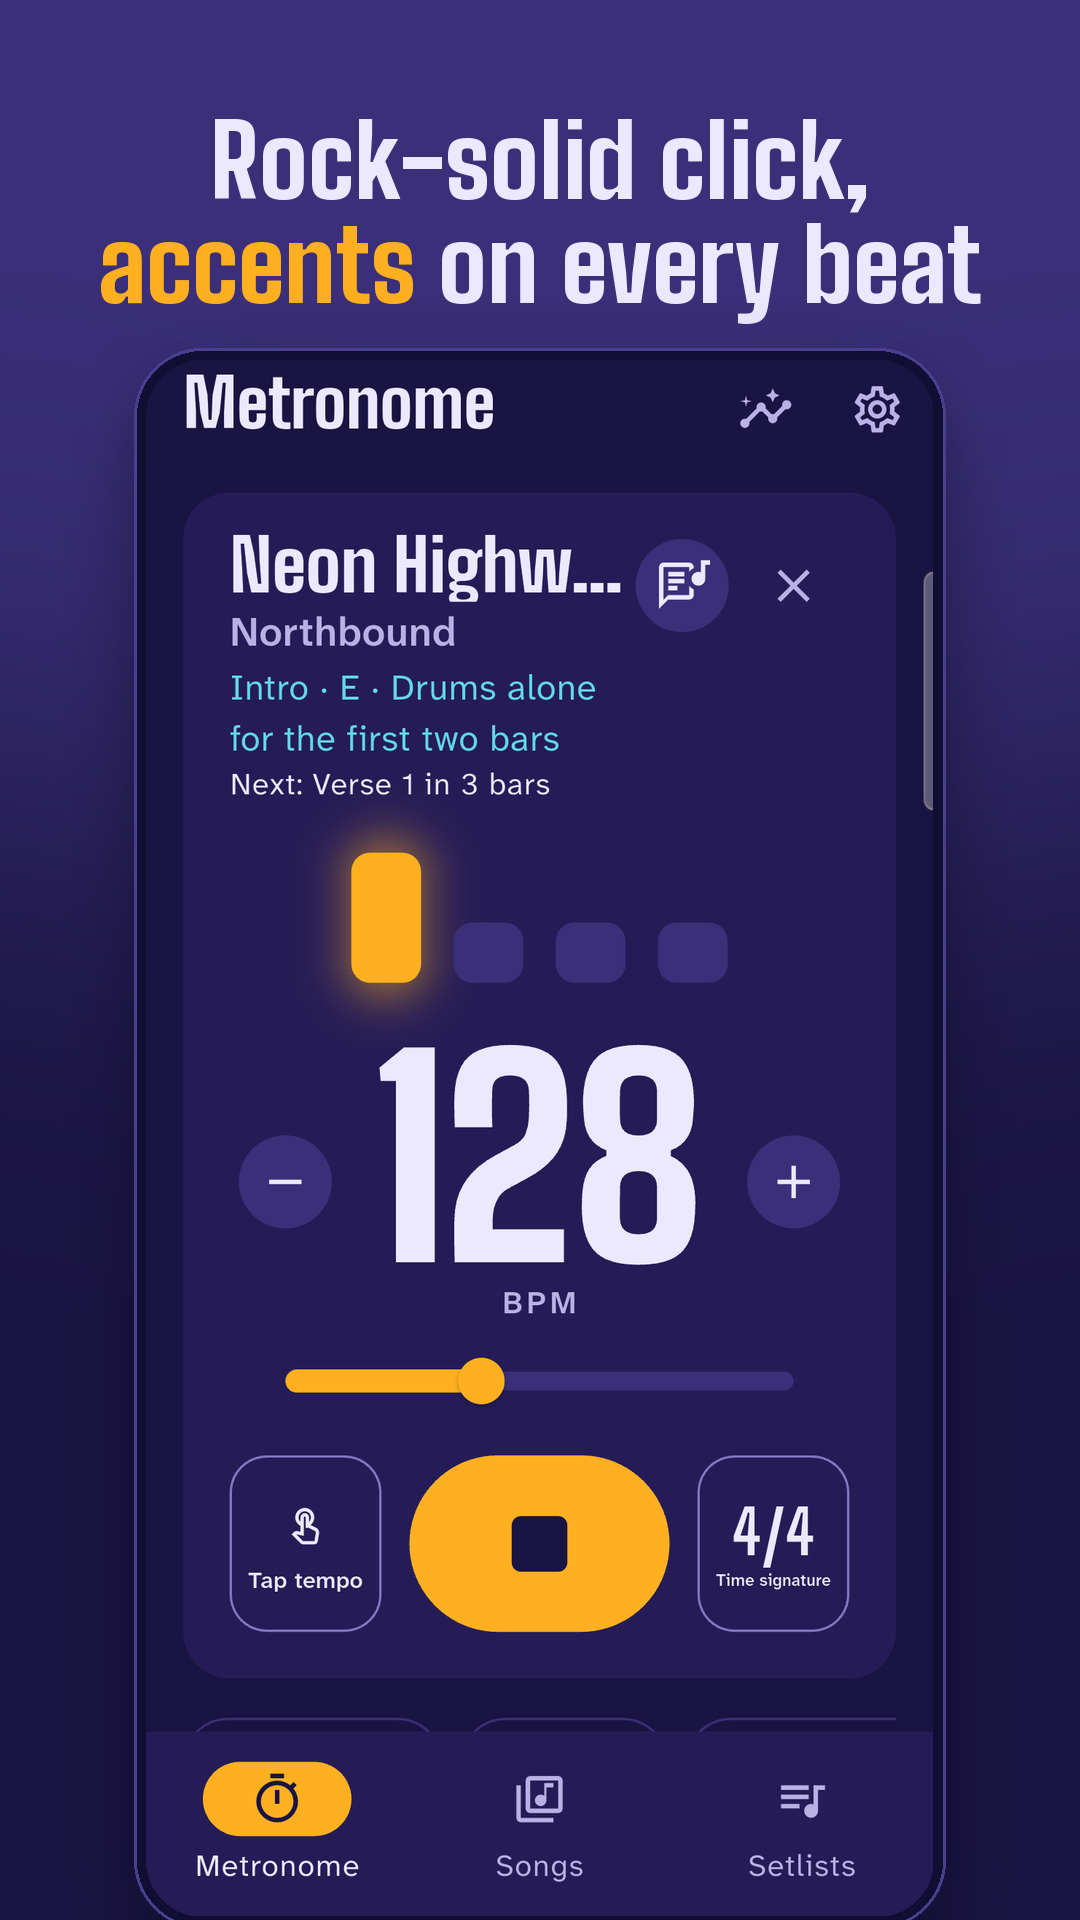 Rock-solid click,
accents on every beat
Metronome
Neon Highw...
Northbound
Intro · E · Drums alone
for the first two bars
Next: Verse 1 in 3 bars
128
BPM
Tap tempo
4/4
Time signature
Metronome
Songs
Setlists